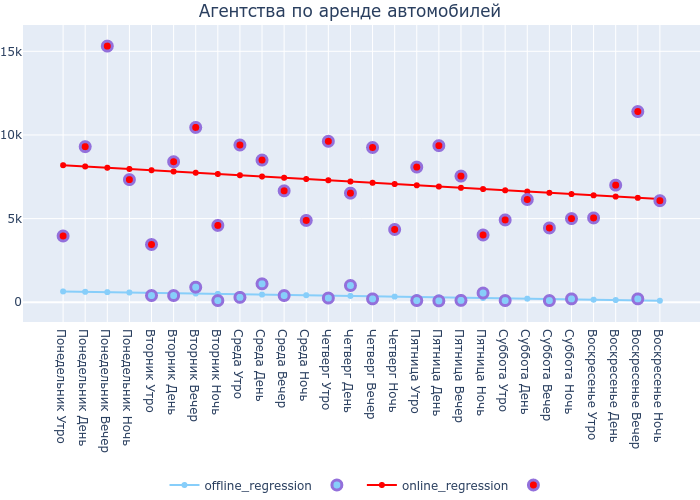 Агентства по аренде автомобилей
15k
10k
5k
0
Понедельник Утро
Понедельник День
Понедельник Вечер
Понедельник Ночь
Вторник Утро
Вторник День
Вторник Вечер
Вторник Ночь
Среда Утро
Среда День
Среда Вечер
Среда Ночь
Четверг Утро
Четверг День
Четверг Вечер
Четверг Ночь
Пятница Утро
Пятница День
Пятница Вечер
Пятница Ночь
Суббота Утро
Суббота День
Суббота Вечер
Суббота Ночь
Воскресенье Утро
Воскресенье День
Воскресенье Вечер
Воскресенье Ночь
offline_regression
online_regression